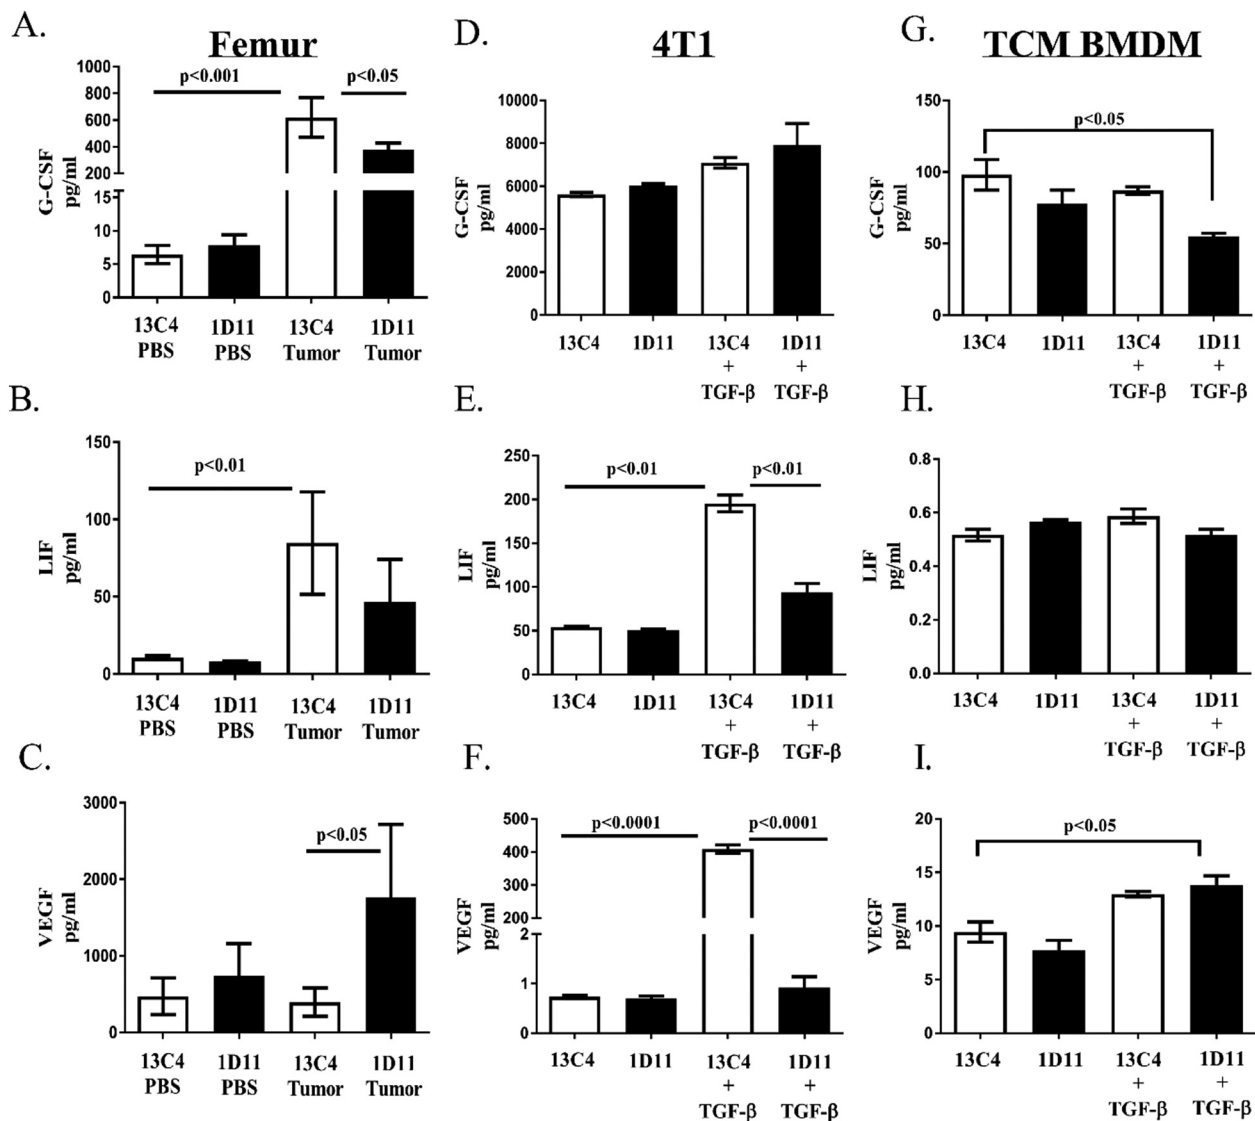 A.
Femur
G-CSF
pg/ml
1000
800
600
400
200
15
10
5
0
p<0.001
p<0.05
13C4
PBS
1D11
PBS
13C4
Tumor
1D11
Tumor
B.
LIF
pg/ml
150
100
50
0
p<0.01
13C4
PBS
1D11
PBS
13C4
Tumor
1D11
Tumor
C.
VEGF
pg/ml
3000
2000
1000
0
p<0.05
13C4
PBS
1D11
PBS
13C4
Tumor
1D11
Tumor
D.
4T1
G-CSF
pg/ml
10000
8000
6000
4000
2000
0
13C4
1D11
13C4
+
TGF-β
1D11
+
TGF-β
E.
LIF
pg/ml
250
200
150
100
50
0
p<0.01
p<0.01
13C4
1D11
13C4
+
TGF-β
1D11
+
TGF-β
F.
VEGF
pg/ml
500
400
300
200
2
1
0
p<0.0001
p<0.0001
13C4
1D11
13C4
+
TGF-β
1D11
+
TGF-β
G.
TCM BMDM
G-CSF
pg/ml
150
100
50
0
p<0.05
13C4
1D11
13C4
+
TGF-β
1D11
+
TGF-β
H.
LIF
pg/ml
0.8
0.6
0.4
0.2
0.0
13C4
1D11
13C4
+
TGF-β
1D11
+
TGF-β
I.
VEGF
pg/ml
20
15
10
5
0
p<0.05
13C4
1D11
13C4
+
TGF-β
1D11
+
TGF-β